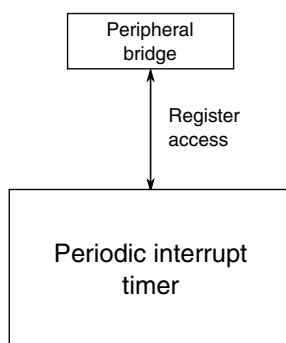 Peripheral
bridge
Register
access
Periodic interrupt
timer